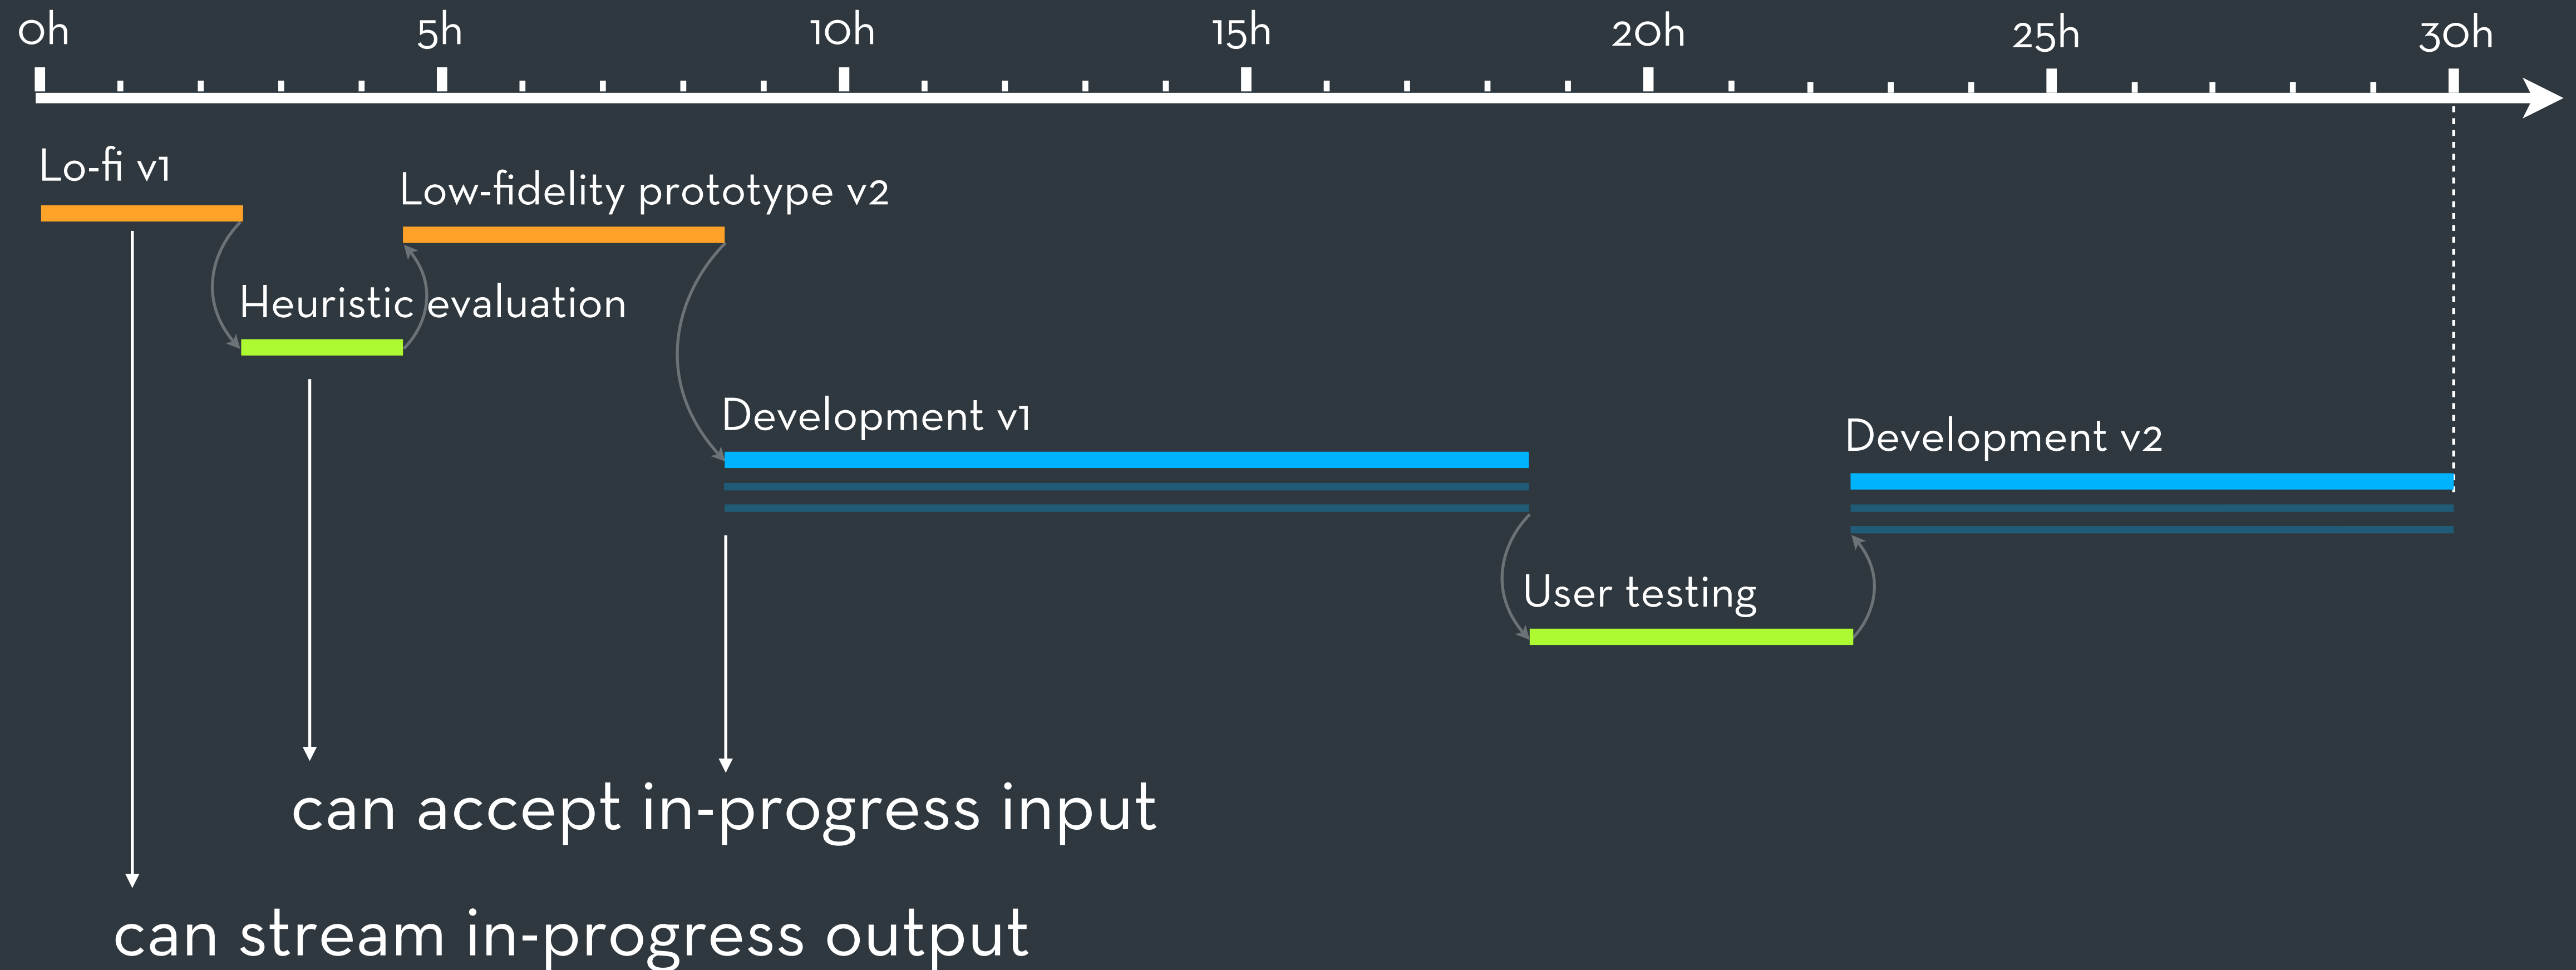 0h 5h 10h 15h 20h 25h 30h
Lo-fi v1
Low-fidelity prototype v2
Heuristic evaluation
Development v1
Development v2
User testing
can accept in-progress input
can stream in-progress output